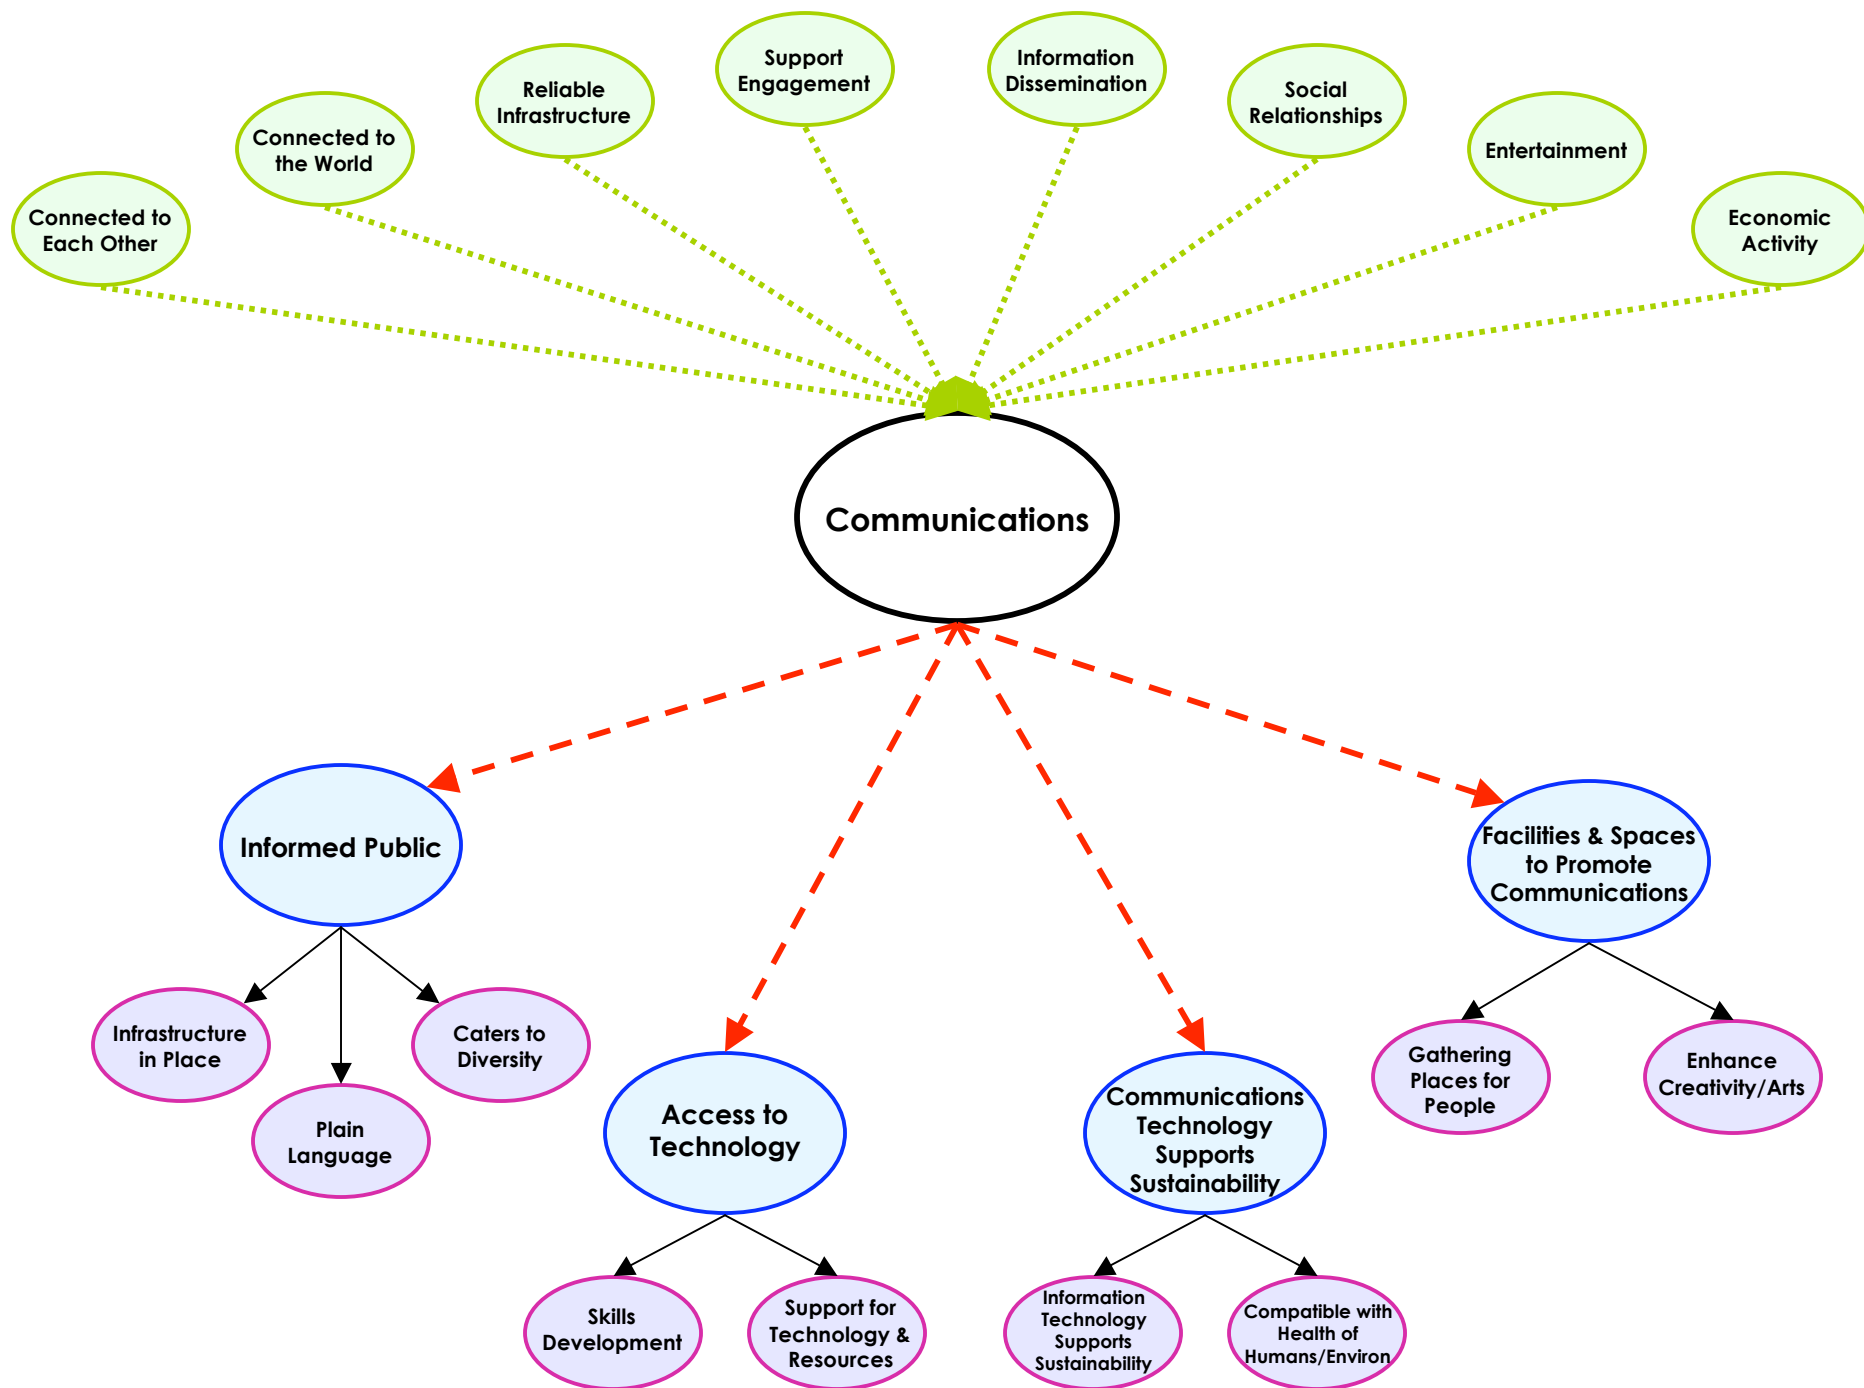 Support
Engagement
Information
Dissemination
Reliable
Infrastructure
Social
Relationships
Connected to
the World
Entertainment
Connected to
Each Other
Economic
Activity
Communications
Informed Public
Facilities & Spaces
to Promote
Communications
Infrastructure
in Place
Plain
Language
Caters to
Diversity
Access to
Technology
Communications
Technology
Supports
Sustainability
Gathering
Places for
People
Enhance
Creativity/Arts
Skills
Development
Support for
Technology &
Resources
Information
Technology
Supports
Sustainability
Compatible with
Health of
Humans/Environ